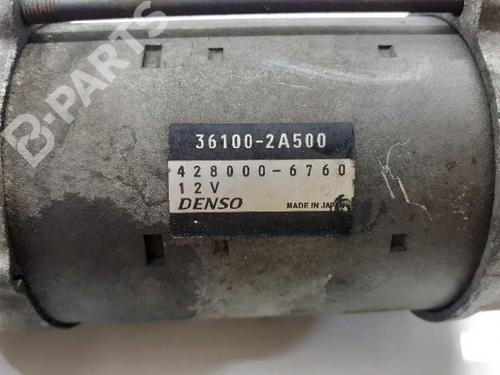 B-PARTS
36100-2A500
428000-6760
12V
DENSO MADE IN JAPAN